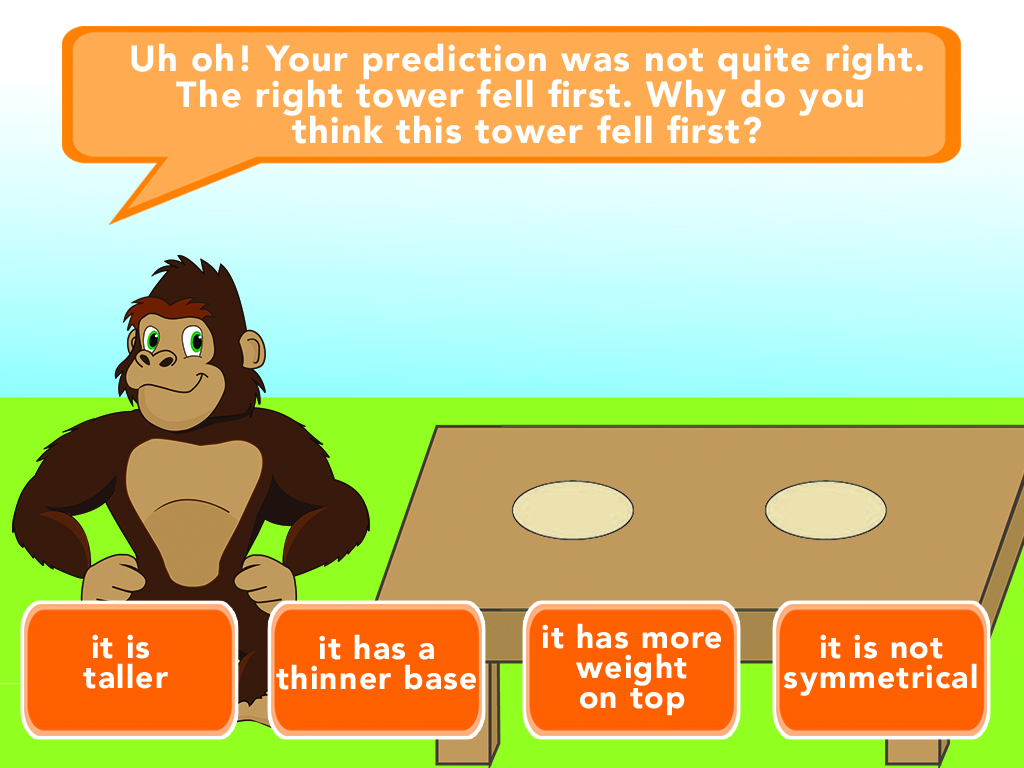 Uh oh! Your prediction was not quite right.
The right tower fell first. Why do you
think this tower fell first?
it is
taller
it has a
thinner base
it has more
weight
on top
it is not
symmetrical